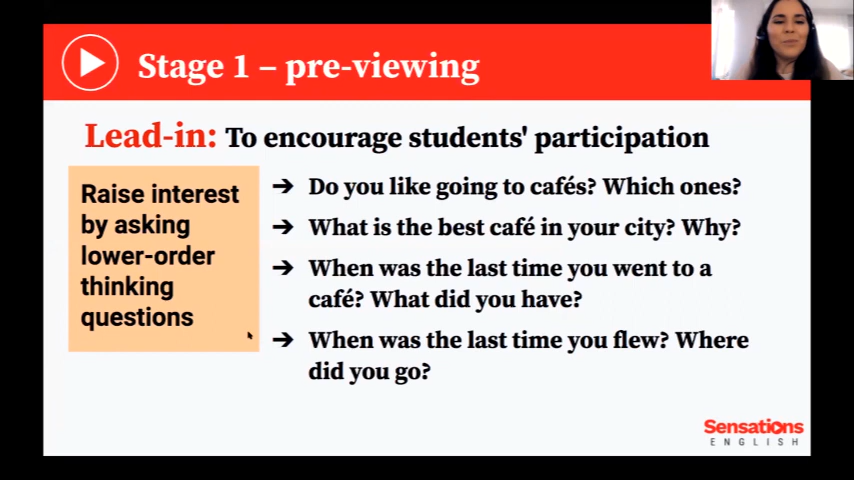 Stage 1 – pre-viewing
Lead-in: To encourage students' participation
Raise interest
by asking
lower-order
thinking
questions
➔ Do you like going to cafés? Which ones?
➔ What is the best café in your city? Why?
➔ When was the last time you went to a
café? What did you have?
➔ When was the last time you flew? Where
did you go?
Sensations
ENGLISH